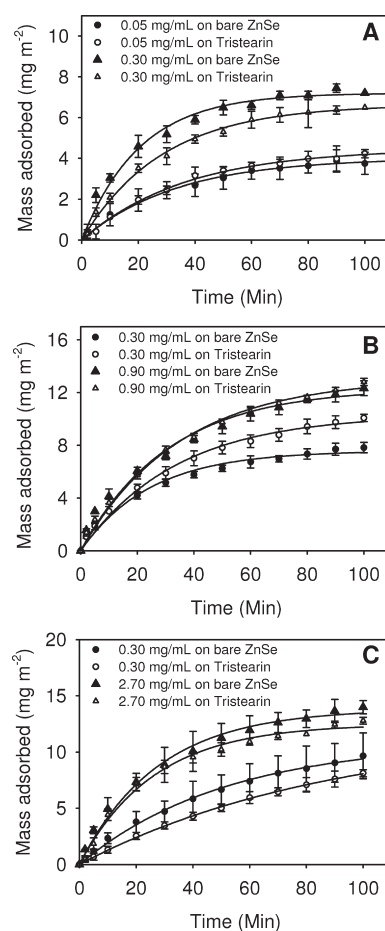 A
● 0.05 mg/mL on bare ZnSe
○ 0.05 mg/mL on Tristearin
▲ 0.30 mg/mL on bare ZnSe
△ 0.30 mg/mL on Tristearin
Mass adsorbed (mg m⁻²)
10
8
6
4
2
0
0 20 40 60 80 100
Time (Min)
B
● 0.30 mg/mL on bare ZnSe
○ 0.30 mg/mL on Tristearin
▲ 0.90 mg/mL on bare ZnSe
△ 0.90 mg/mL on Tristearin
Mass adsorbed (mg m⁻²)
16
12
8
4
0
0 20 40 60 80 100
Time (Min)
C
● 0.30 mg/mL on bare ZnSe
○ 0.30 mg/mL on Tristearin
▲ 2.70 mg/mL on bare ZnSe
△ 2.70 mg/mL on Tristearin
Mass adsorbed (mg m⁻²)
20
15
10
5
0
0 20 40 60 80 100
Time (Min)